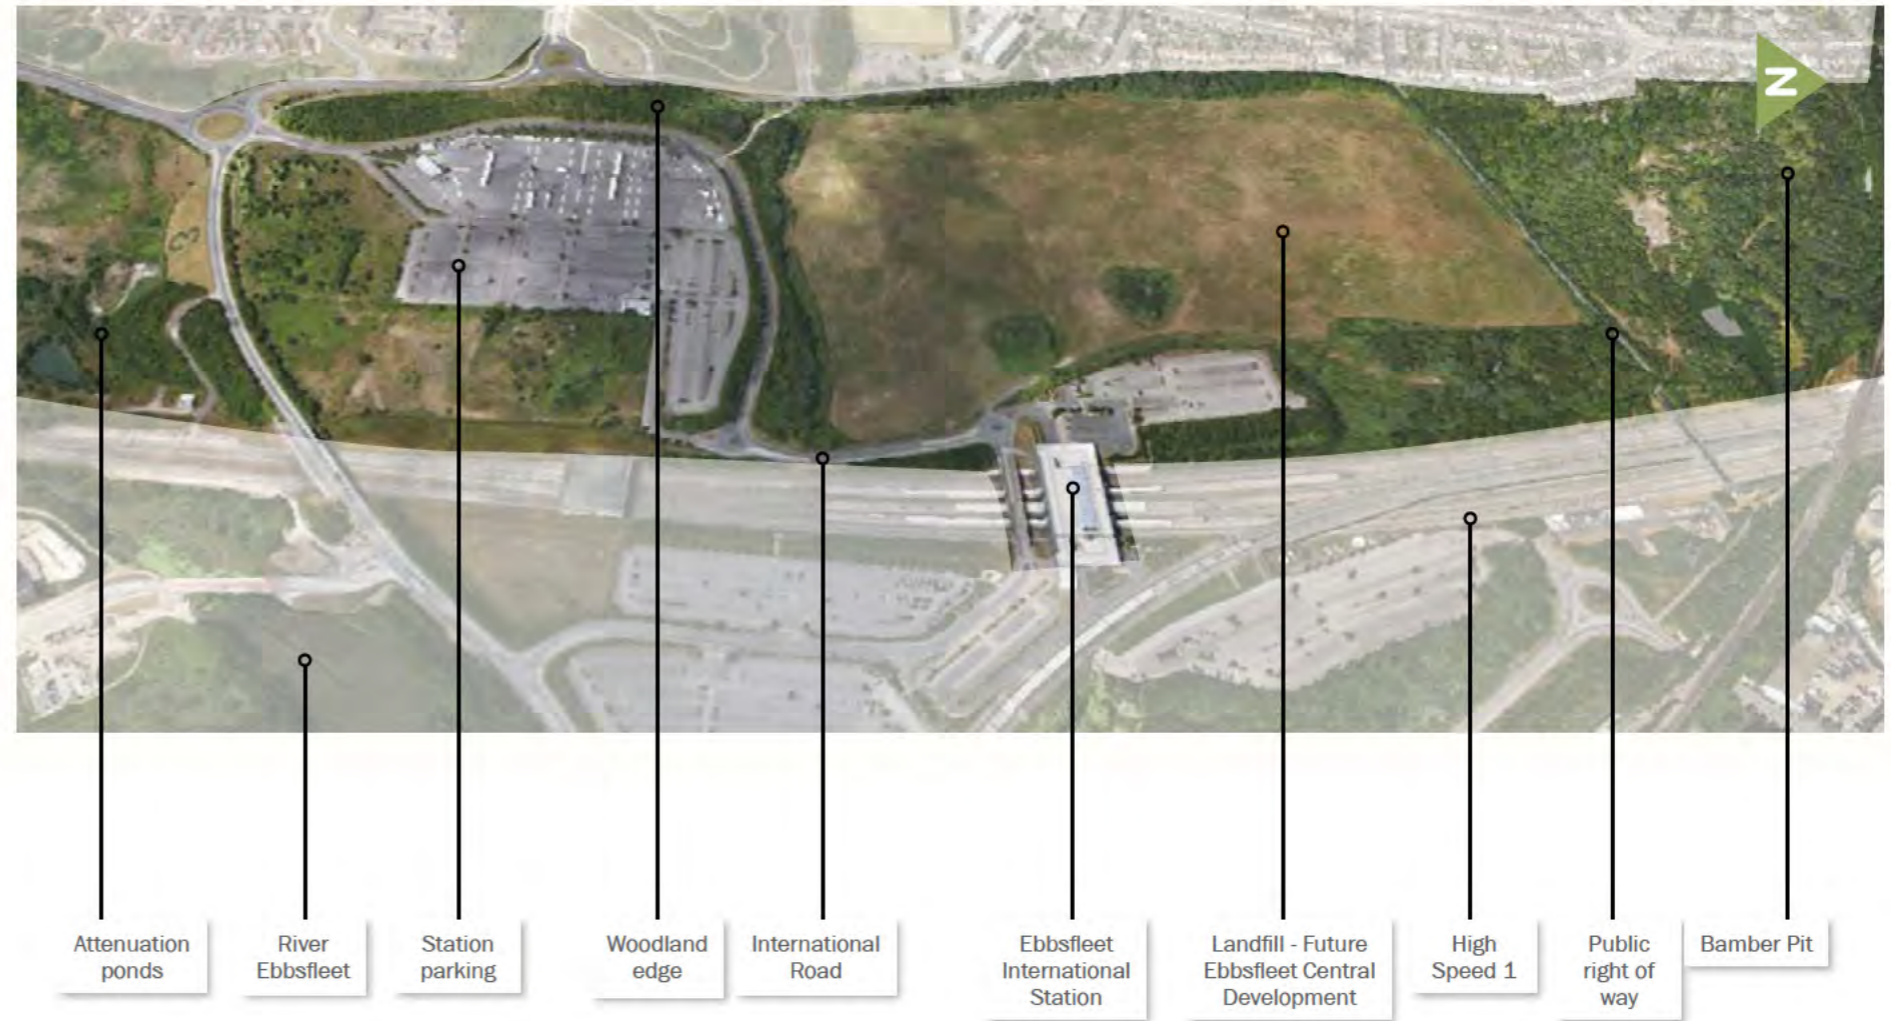 N
Attenuation
ponds
River
Ebbsfleet
Station
parking
Woodland
edge
International
Road
Ebbsfleet
International
Station
Landfill - Future
Ebbsfleet Central
Development
High
Speed 1
Public
right of
way
Bamber Pit